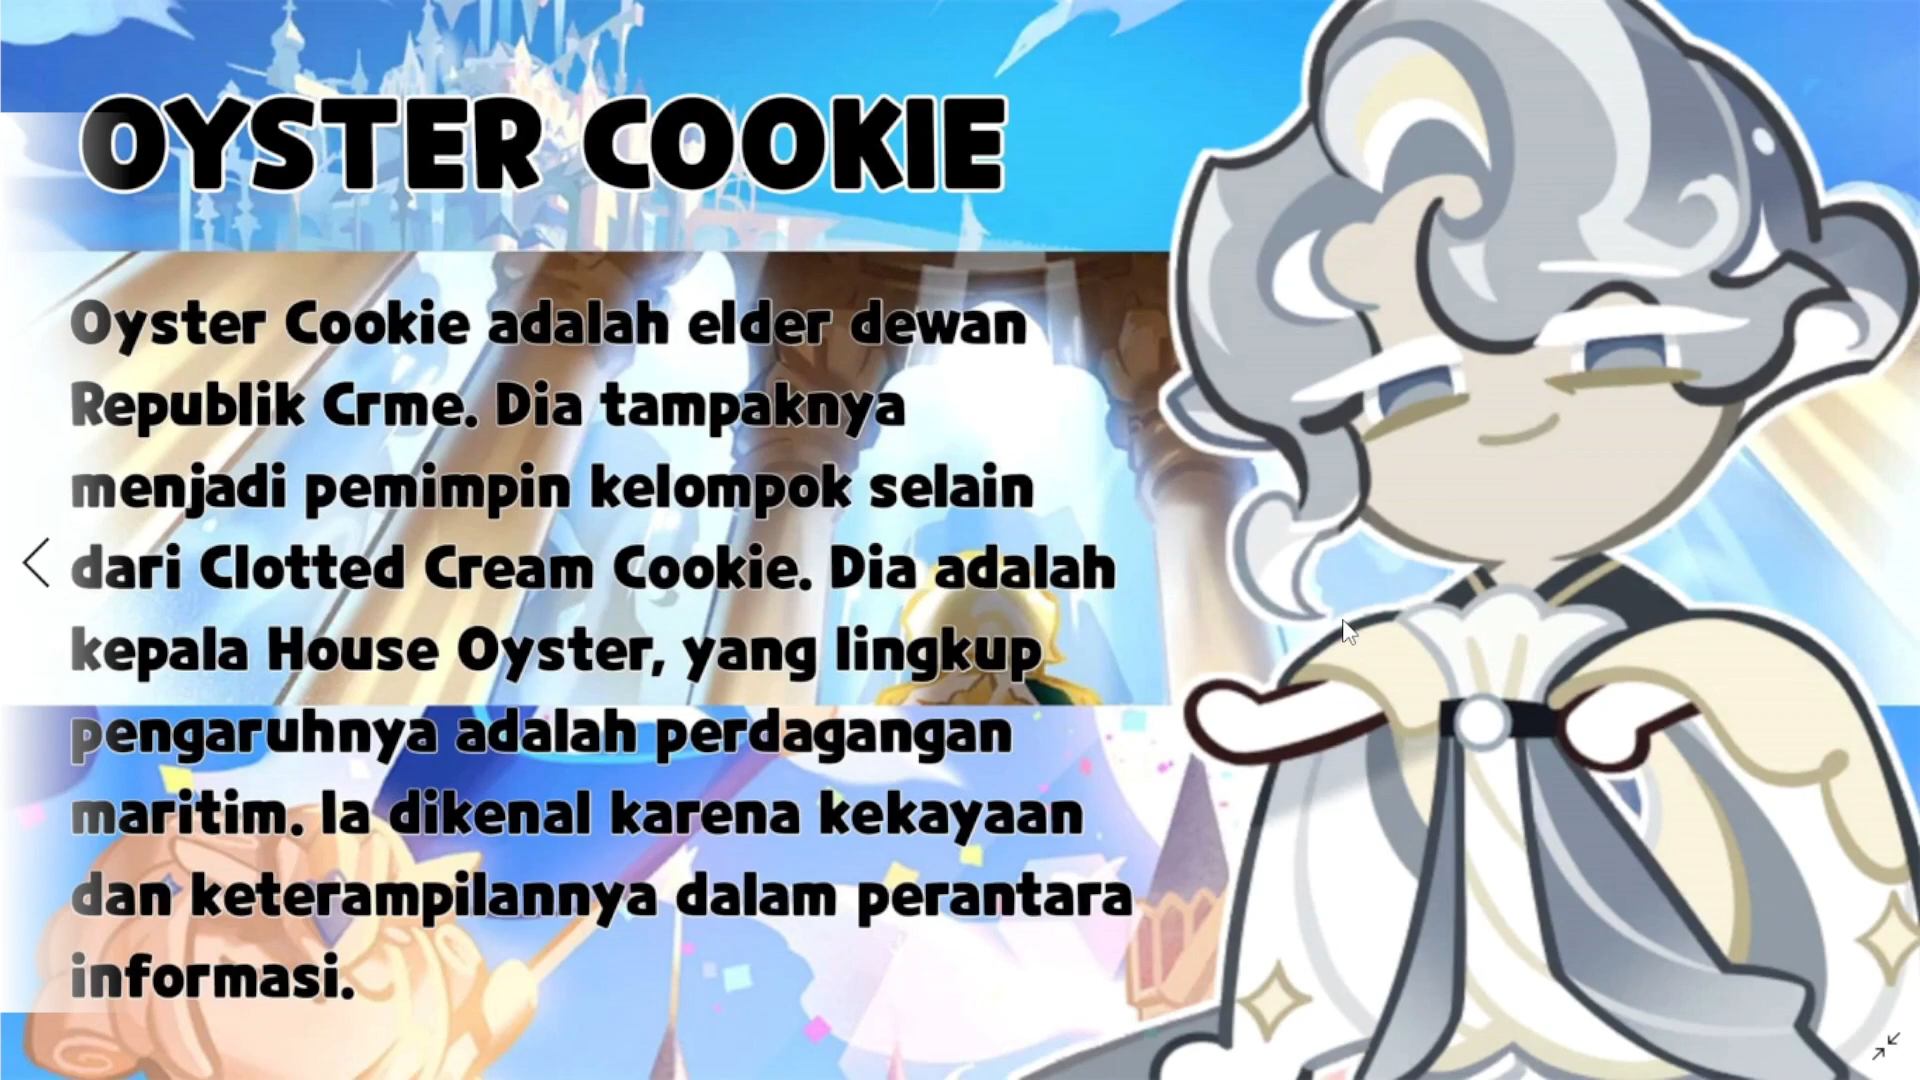 OYSTER COOKIE
Oyster Cookie adalah elder dewan
Republik Crme. Dia tampaknya
menjadi pemimpin kelompok selain
dari Clotted Cream Cookie. Dia adalah
kepala House Oyster, yang lingkup
pengaruhnya adalah perdagangan
maritim. Ia dikenal karena kekayaan
dan keterampilannya dalam perantara
informasi.